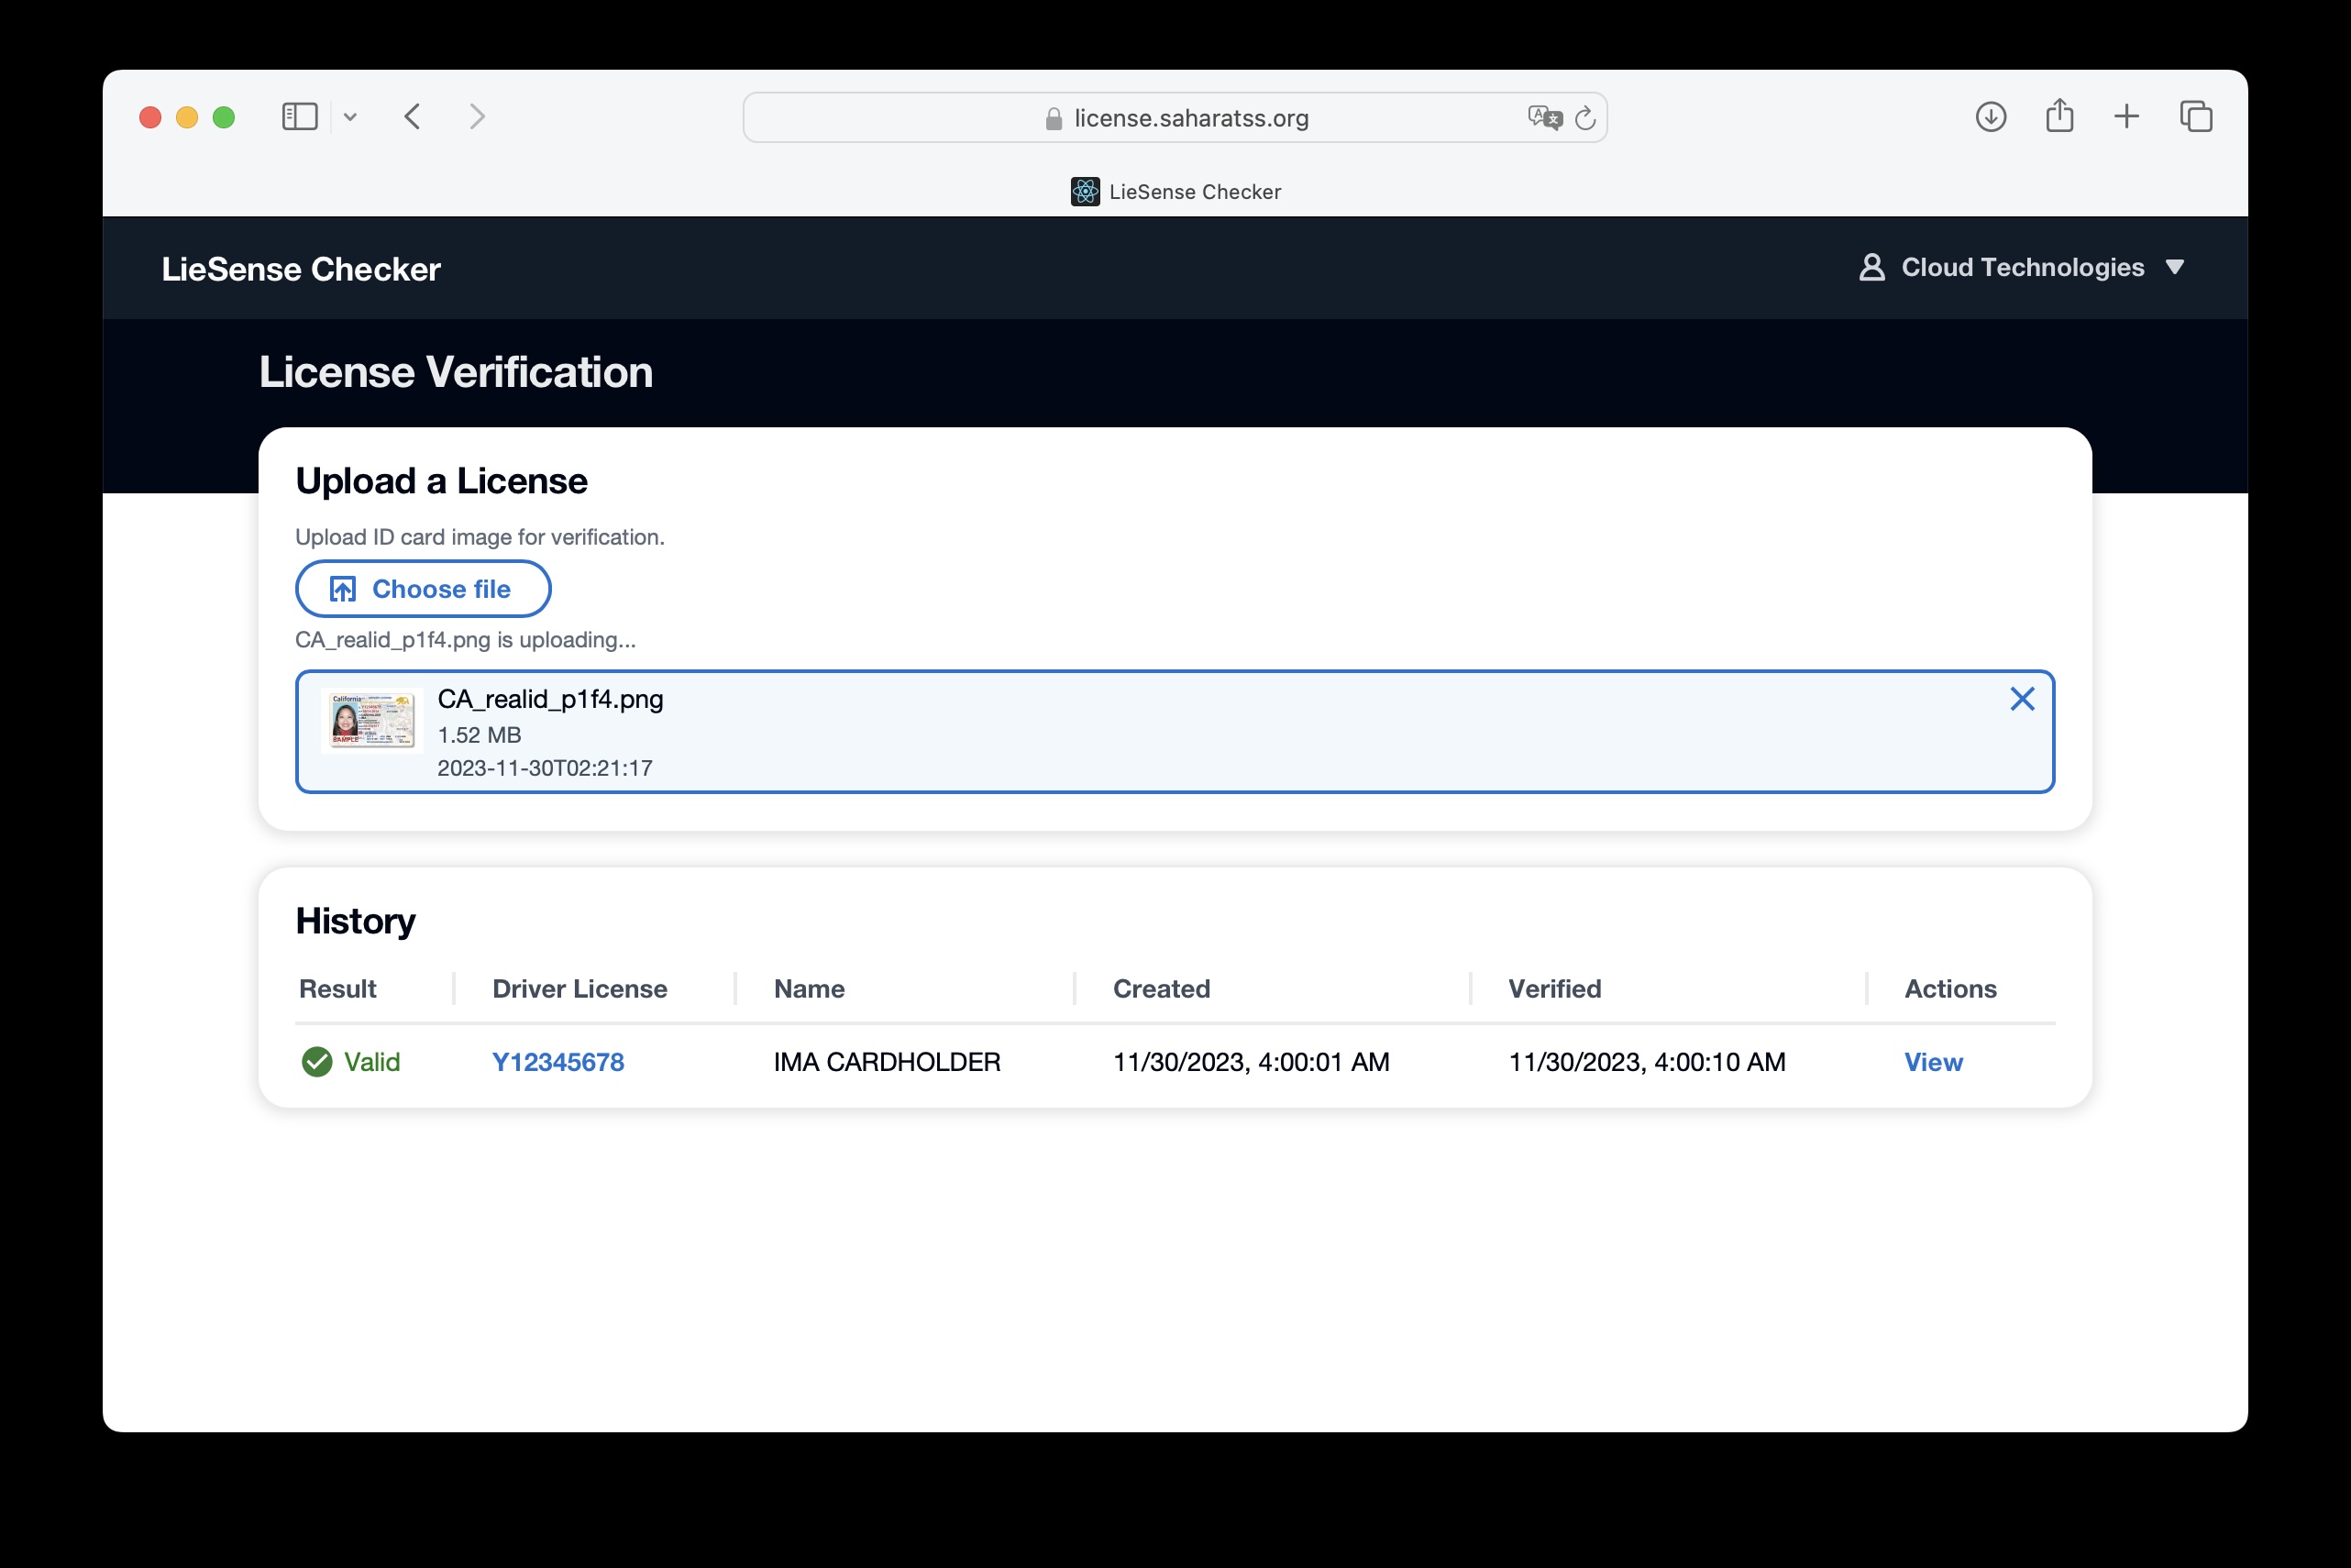 license.saharatss.org
LieSense Checker
LieSense Checker
Cloud Technologies
License Verification
Upload a License
Upload ID card image for verification.
Choose file
CA_realid_p1f4.png is uploading...
California
SAMPLE
CA_realid_p1f4.png
1.52 MB
2023-11-30T02:21:17
History
Result Driver License Name Created Verified Actions
Valid Y12345678 IMA CARDHOLDER 11/30/2023, 4:00:01 AM 11/30/2023, 4:00:10 AM View